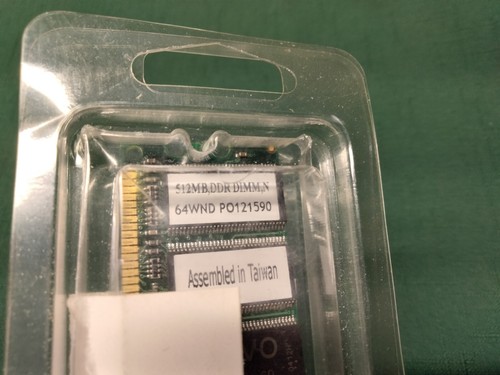 512MB,DDR DIMM,N
64WND PO121590
Assembled in Taiwan